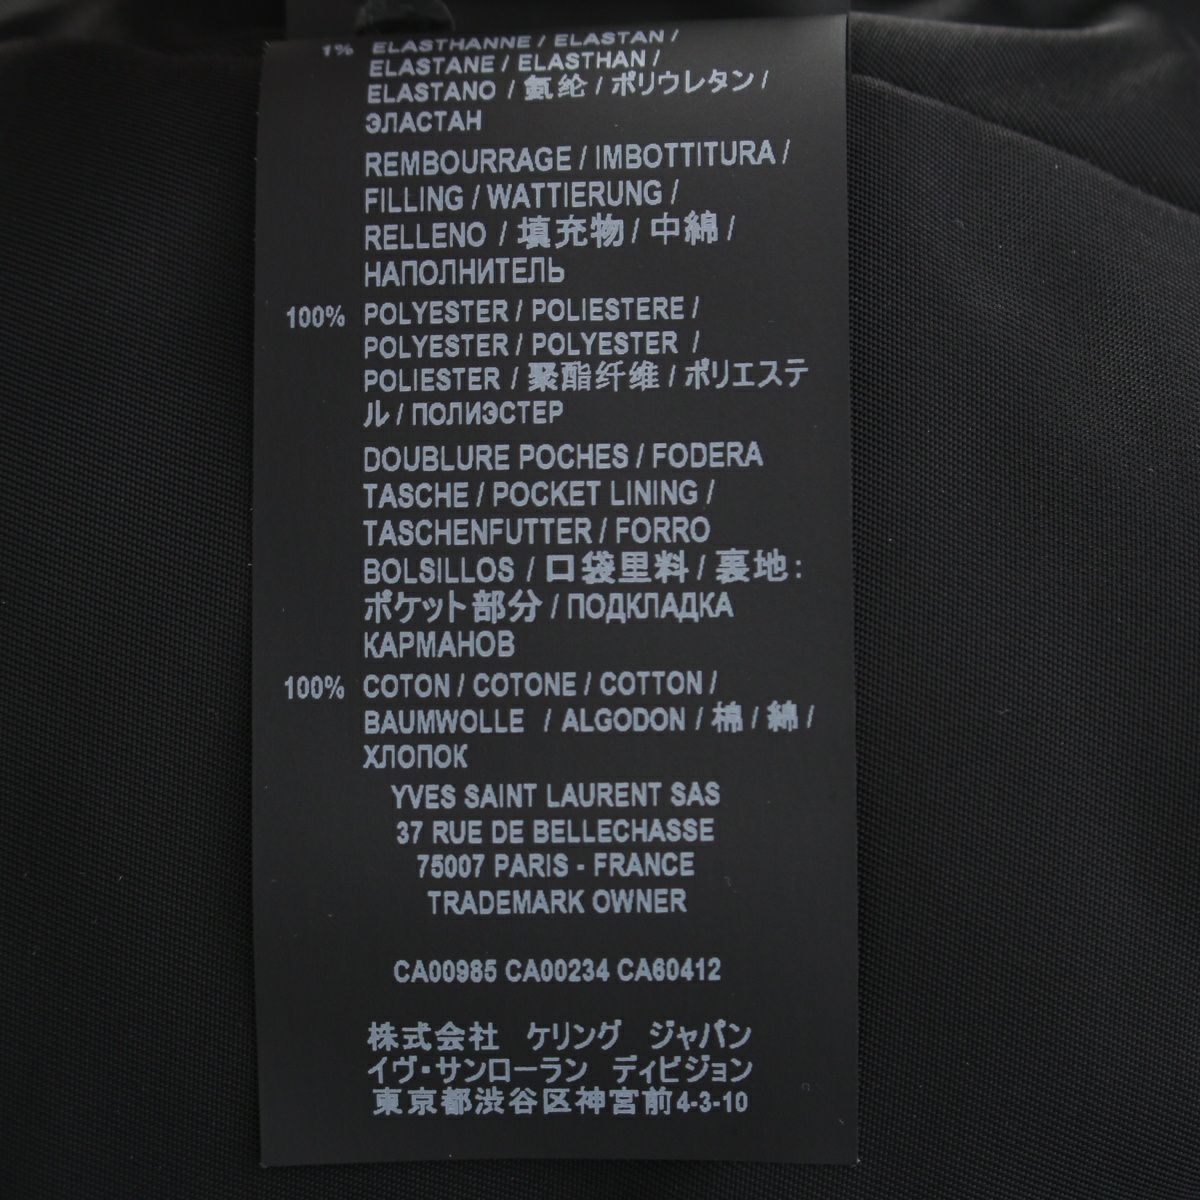 1% ELASTHANNE / ELASTAN /
ELASTANE / ELASTHAN /
ELASTANO / 氨纶 / ポリウレタン /
ЭЛАСТАН
REMBOURRAGE / IMBOTTITURA /
FILLING / WATTIERUNG /
RELLENO / 填充物 / 中綿 /
НАПОЛНИТЕЛЬ
100% POLYESTER / POLIESTERE /
POLYESTER / POLYESTER /
POLIESTER / 聚酯纤维 / ポリエステ
ル / ПОЛИЭСТЕР
DOUBLURE POCHES / FODERA
TASCHE / POCKET LINING /
TASCHENFUTTER / FORRO
BOLSILLOS / 口袋里料 / 裏地:
ポケット部分 / ПОДКЛАДКА
КАРМАНОВ
100% COTON / COTONE / COTTON /
BAUMWOLLE / ALGODON / 棉 / 綿 /
ХЛОПОК
YVES SAINT LAURENT SAS
37 RUE DE BELLECHASSE
75007 PARIS - FRANCE
TRADEMARK OWNER
CA00985 CA00234 CA60412
株式会社 ケリング ジャパン
イヴ・サンローラン ディビジョン
東京都渋谷区神宮前4-3-10